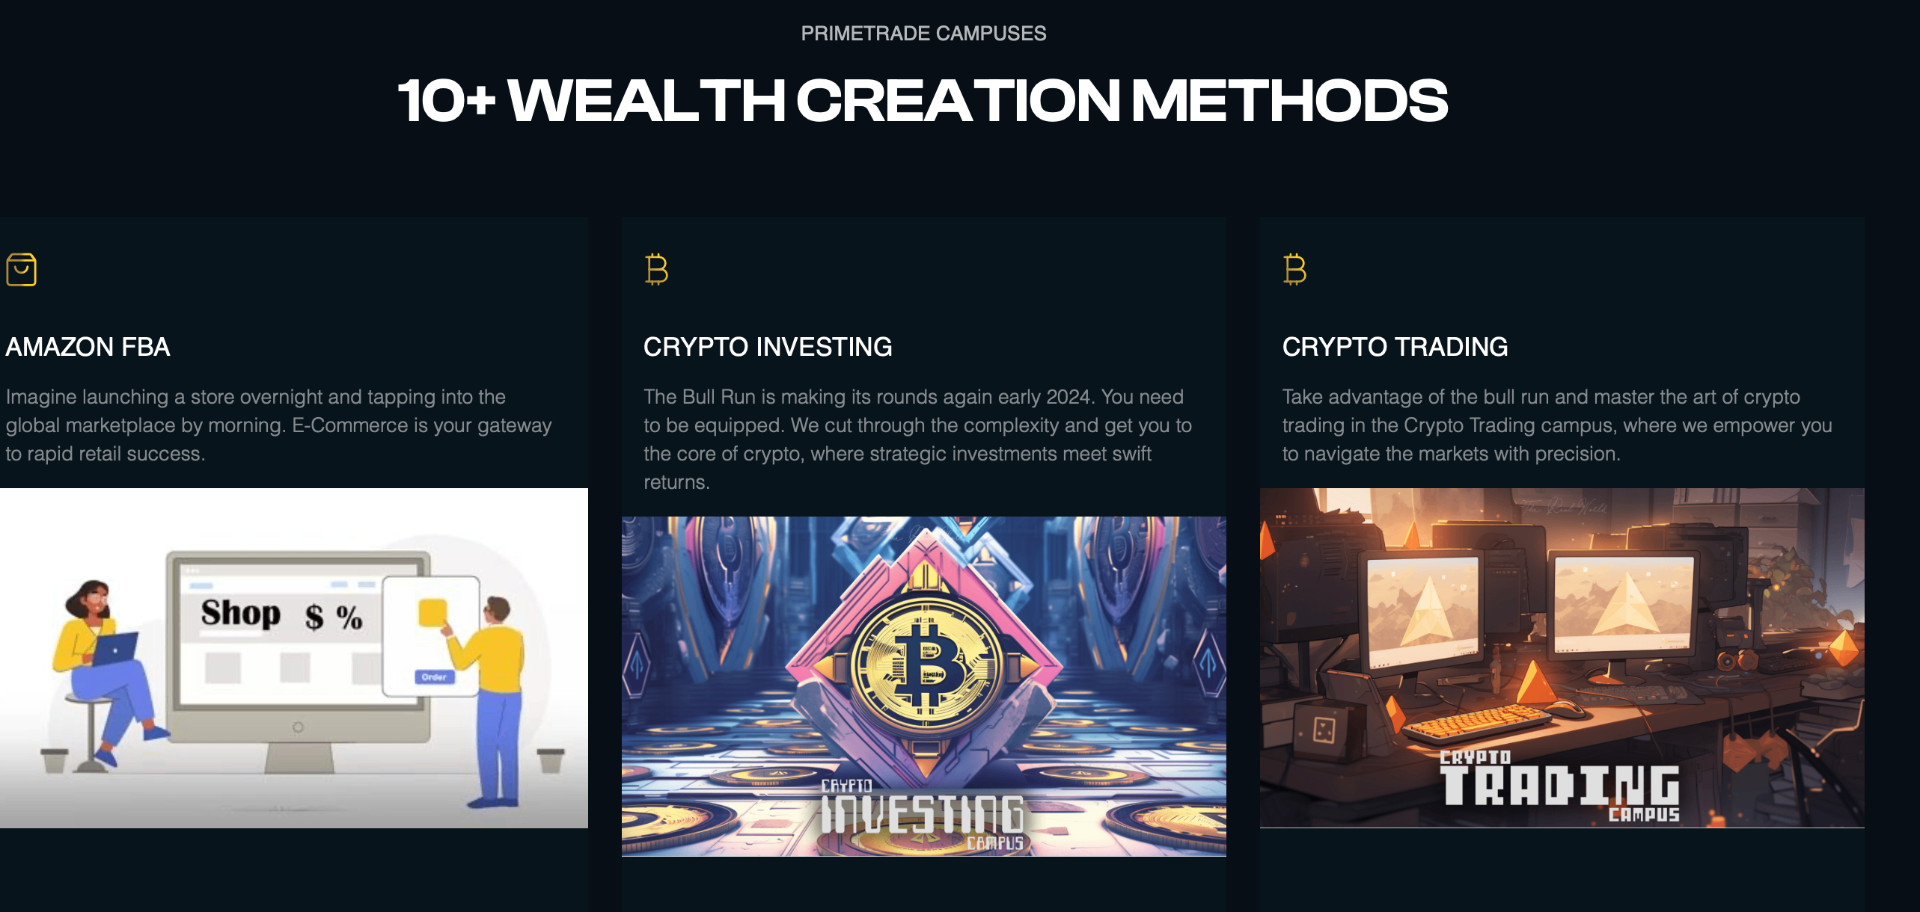 PRIMETRADE CAMPUSES
10+ WEALTH CREATION METHODS
AMAZON FBA
Imagine launching a store overnight and tapping into the
global marketplace by morning. E-Commerce is your gateway
to rapid retail success.
Shop $ %
Order
CRYPTO INVESTING
The Bull Run is making its rounds again early 2024. You need
to be equipped. We cut through the complexity and get you to
the core of crypto, where strategic investments meet swift
returns.
CRYPTO
INVESTING
CAMPUS
CRYPTO TRADING
Take advantage of the bull run and master the art of crypto
trading in the Crypto Trading campus, where we empower you
to navigate the markets with precision.
The Real World
CRYPTO
TRADING
CAMPUS